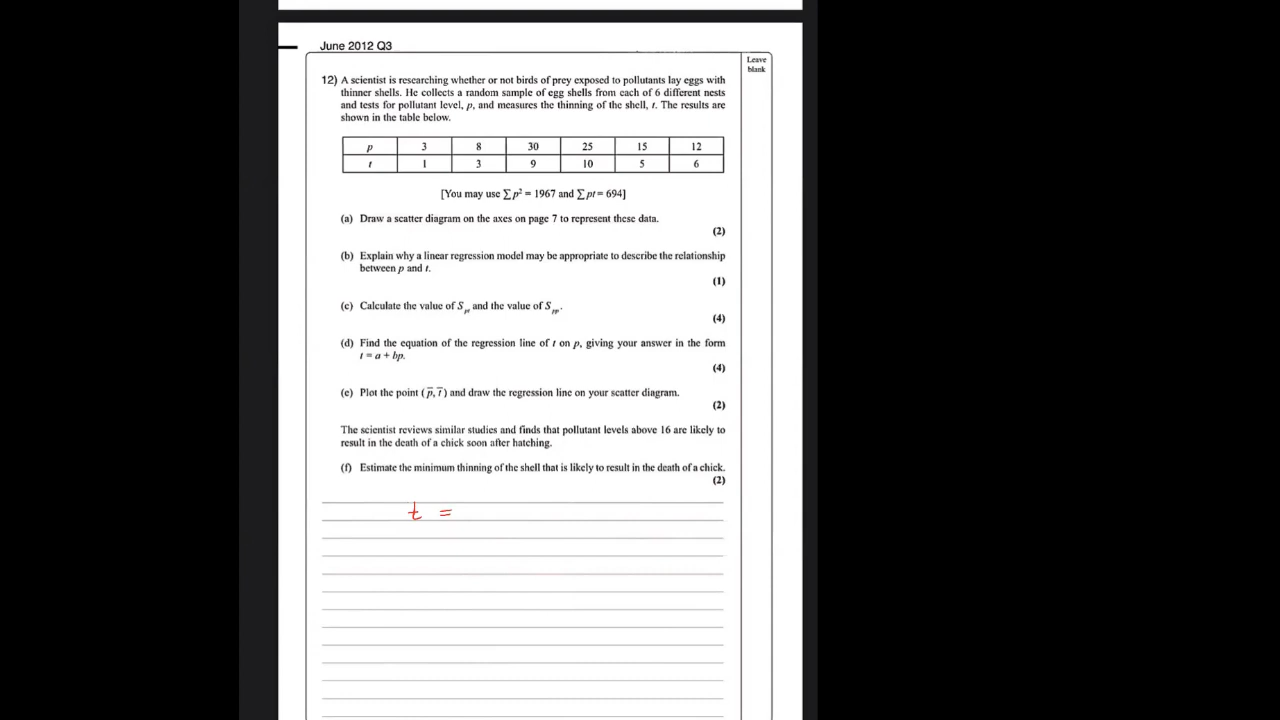 June 2012 Q3
Leave
blank
12) A scientist is researching whether or not birds of prey exposed to pollutants lay eggs with
thinner shells. He collects a random sample of egg shells from each of 6 different nests
and tests for pollutant level, p, and measures the thinning of the shell, t. The results are
shown in the table below.
p 3 8 30 25 15 12
t 1 3 9 10 5 6
[You may use ∑p² = 1967 and ∑pt = 694]
(a) Draw a scatter diagram on the axes on page 7 to represent these data.
(2)
(b) Explain why a linear regression model may be appropriate to describe the relationship
between p and t.
(1)
(c) Calculate the value of Sₚₜ and the value of Sₚₚ.
(4)
(d) Find the equation of the regression line of t on p, giving your answer in the form
t = a + bp.
(4)
(e) Plot the point (p̅, t̅) and draw the regression line on your scatter diagram.
(2)
The scientist reviews similar studies and finds that pollutant levels above 16 are likely to
result in the death of a chick soon after hatching.
(f) Estimate the minimum thinning of the shell that is likely to result in the death of a chick.
(2)
t =